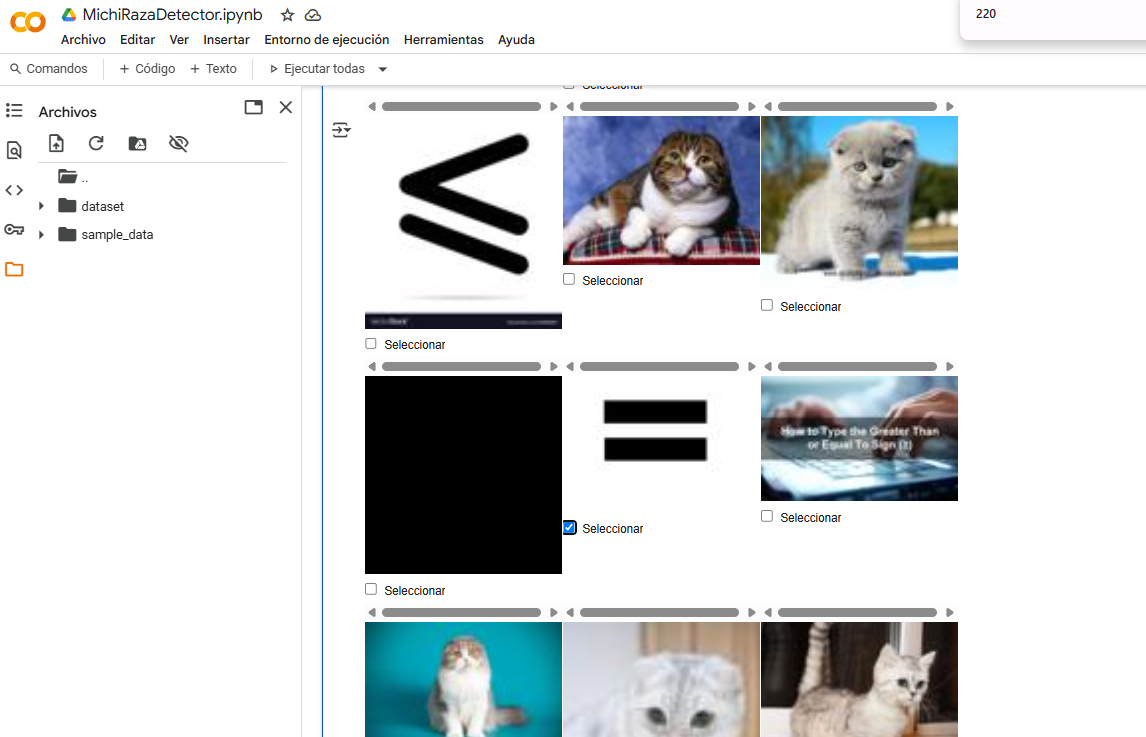 MichiRazaDetector.ipynb
220
Archivo Editar Ver Insertar Entorno de ejecución Herramientas Ayuda
Comandos + Código + Texto Ejecutar todas
Archivos
..
dataset
sample_data
Seleccionar
Seleccionar
Seleccionar
Seleccionar
How to Type the Greater Than
or Equal To Sign (≥)
Seleccionar
Seleccionar
Seleccionar